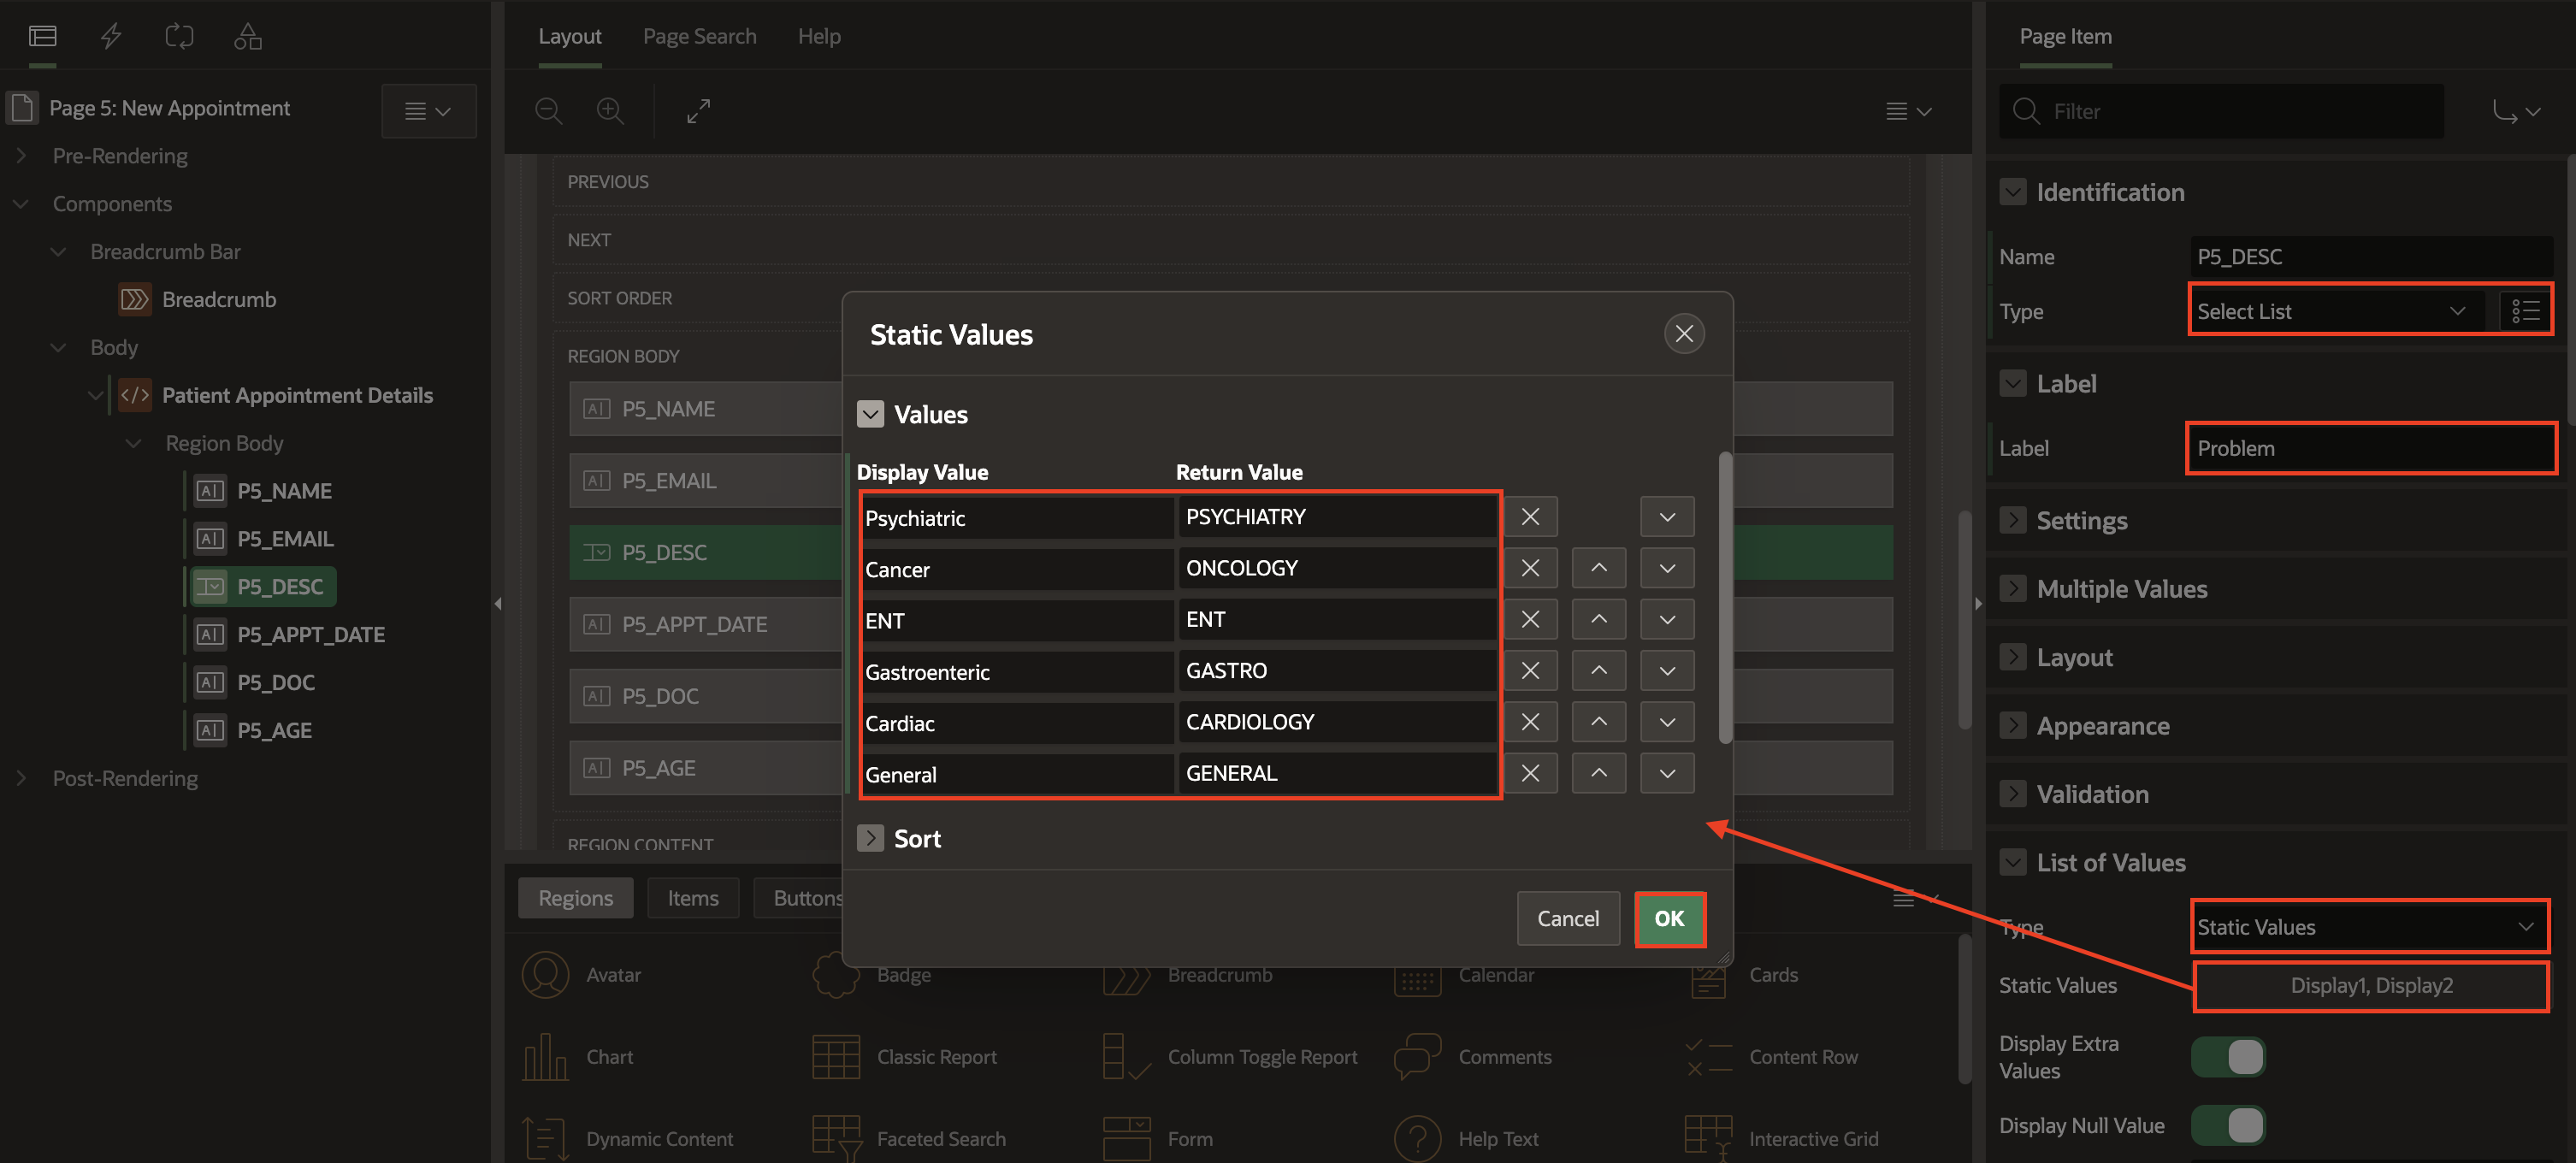 Layout
Page Search
Help
Page Item
Page 5: New Appointment
Filter
Pre-Rendering
Components
Breadcrumb Bar
Breadcrumb
Body
Patient Appointment Details
Region Body
P5_NAME
P5_EMAIL
P5_DESC
P5_APPT_DATE
P5_DOC
P5_AGE
Post-Rendering
PREVIOUS
NEXT
SORT ORDER
REGION BODY
P5_NAME
P5_EMAIL
P5_DESC
P5_APPT_DATE
P5_DOC
P5_AGE
REGION CONTENT
Static Values
Values
Display Value Return Value
Psychiatric PSYCHIATRY
Cancer ONCOLOGY
ENT ENT
Gastroenteric GASTRO
Cardiac CARDIOLOGY
General GENERAL
Sort
Cancel
OK
Regions
Items
Buttons
Avatar
Badge
Breadcrumb
Calendar
Cards
Chart
Classic Report
Column Toggle Report
Comments
Content Row
Dynamic Content
Faceted Search
Form
Help Text
Interactive Grid
Identification
Name P5_DESC
Type Select List
Label
Label Problem
Settings
Multiple Values
Layout
Appearance
Validation
List of Values
Type Static Values
Static Values Display1, Display2
Display Extra
Values
Display Null Value